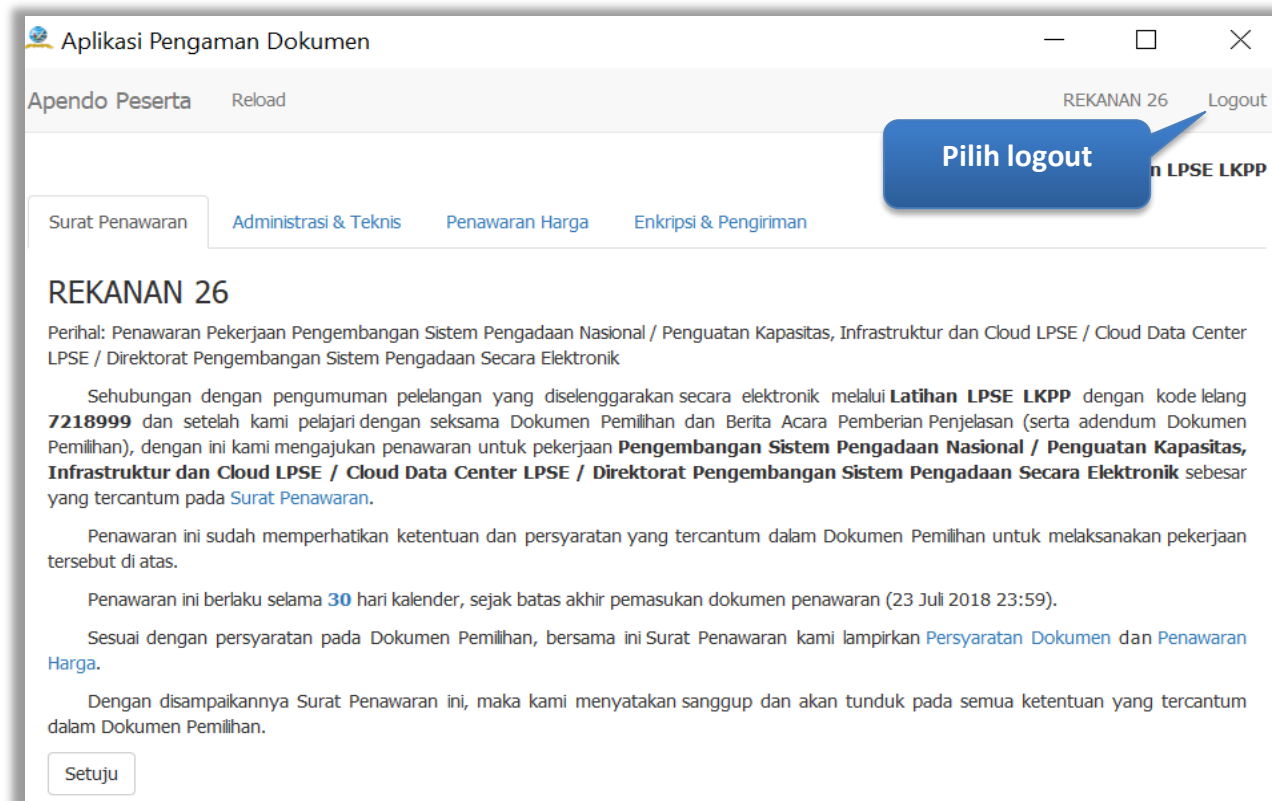 Aplikasi Pengaman Dokumen
Apendo Peserta Reload REKANAN 26 Logout
Pilih logout
LPSE LKPP
Surat Penawaran Administrasi & Teknis Penawaran Harga Enkripsi & Pengiriman
REKANAN 26
Perihal: Penawaran Pekerjaan Pengembangan Sistem Pengadaan Nasional / Penguatan Kapasitas, Infrastruktur dan Cloud LPSE / Cloud Data Center
LPSE / Direktorat Pengembangan Sistem Pengadaan Secara Elektronik
Sehubungan dengan pengumuman pelelangan yang diselenggarakan secara elektronik melalui Latihan LPSE LKPP dengan kode lelang
7218999 dan setelah kami pelajari dengan seksama Dokumen Pemilihan dan Berita Acara Pemberian Penjelasan (serta adendum Dokumen
Pemilihan), dengan ini kami mengajukan penawaran untuk pekerjaan Pengembangan Sistem Pengadaan Nasional / Penguatan Kapasitas,
Infrastruktur dan Cloud LPSE / Cloud Data Center LPSE / Direktorat Pengembangan Sistem Pengadaan Secara Elektronik sebesar
yang tercantum pada Surat Penawaran.
Penawaran ini sudah memperhatikan ketentuan dan persyaratan yang tercantum dalam Dokumen Pemilihan untuk melaksanakan pekerjaan
tersebut di atas.
Penawaran ini berlaku selama 30 hari kalender, sejak batas akhir pemasukan dokumen penawaran (23 Juli 2018 23:59).
Sesuai dengan persyaratan pada Dokumen Pemilihan, bersama ini Surat Penawaran kami lampirkan Persyaratan Dokumen dan Penawaran
Harga.
Dengan disampaikannya Surat Penawaran ini, maka kami menyatakan sanggup dan akan tunduk pada semua ketentuan yang tercantum
dalam Dokumen Pemilihan.
Setuju